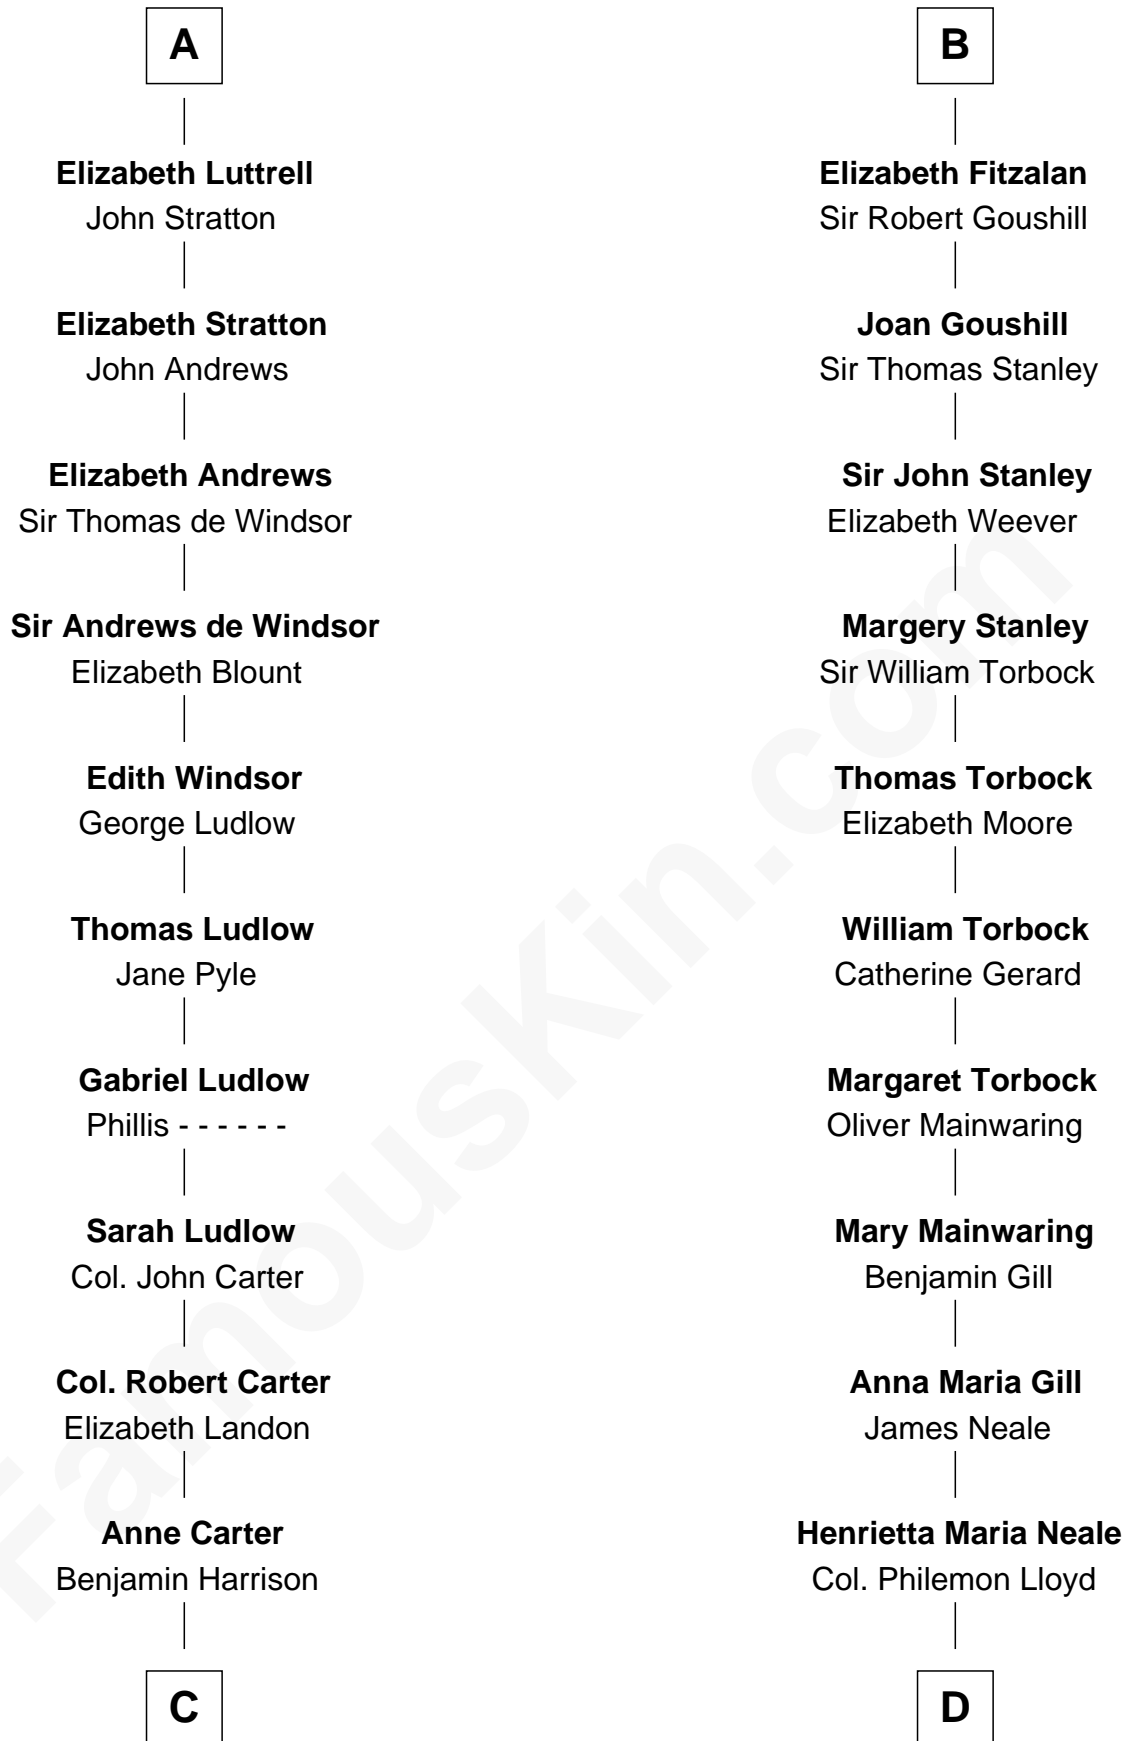 A
Elizabeth Luttrell
John Stratton
Elizabeth Stratton
John Andrews
Elizabeth Andrews
Sir Thomas de Windsor
Sir Andrews de Windsor
Elizabeth Blount
Edith Windsor
George Ludlow
Thomas Ludlow
Jane Pyle
Gabriel Ludlow
Phillis - - - - - -
Sarah Ludlow
Col. John Carter
Col. Robert Carter
Elizabeth Landon
Anne Carter
Benjamin Harrison
C
B
Elizabeth Fitzalan
Sir Robert Goushill
Joan Goushill
Sir Thomas Stanley
Sir John Stanley
Elizabeth Weever
Margery Stanley
Sir William Torbock
Thomas Torbock
Elizabeth Moore
William Torbock
Catherine Gerard
Margaret Torbock
Oliver Mainwaring
Mary Mainwaring
Benjamin Gill
Anna Maria Gill
James Neale
Henrietta Maria Neale
Col. Philemon Lloyd
D
FamousKin.com